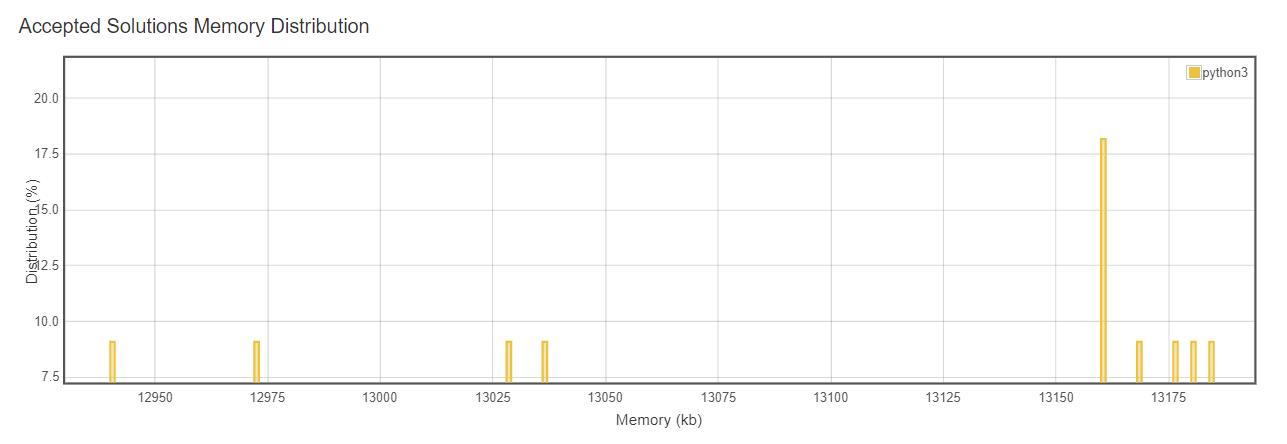 Accepted Solutions Memory Distribution
python3
20.0
17.5
15.0
12.5
10.0
7.5
Distribution (%)
12950 12975 13000 13025 13050 13075 13100 13125 13150 13175
Memory (kb)